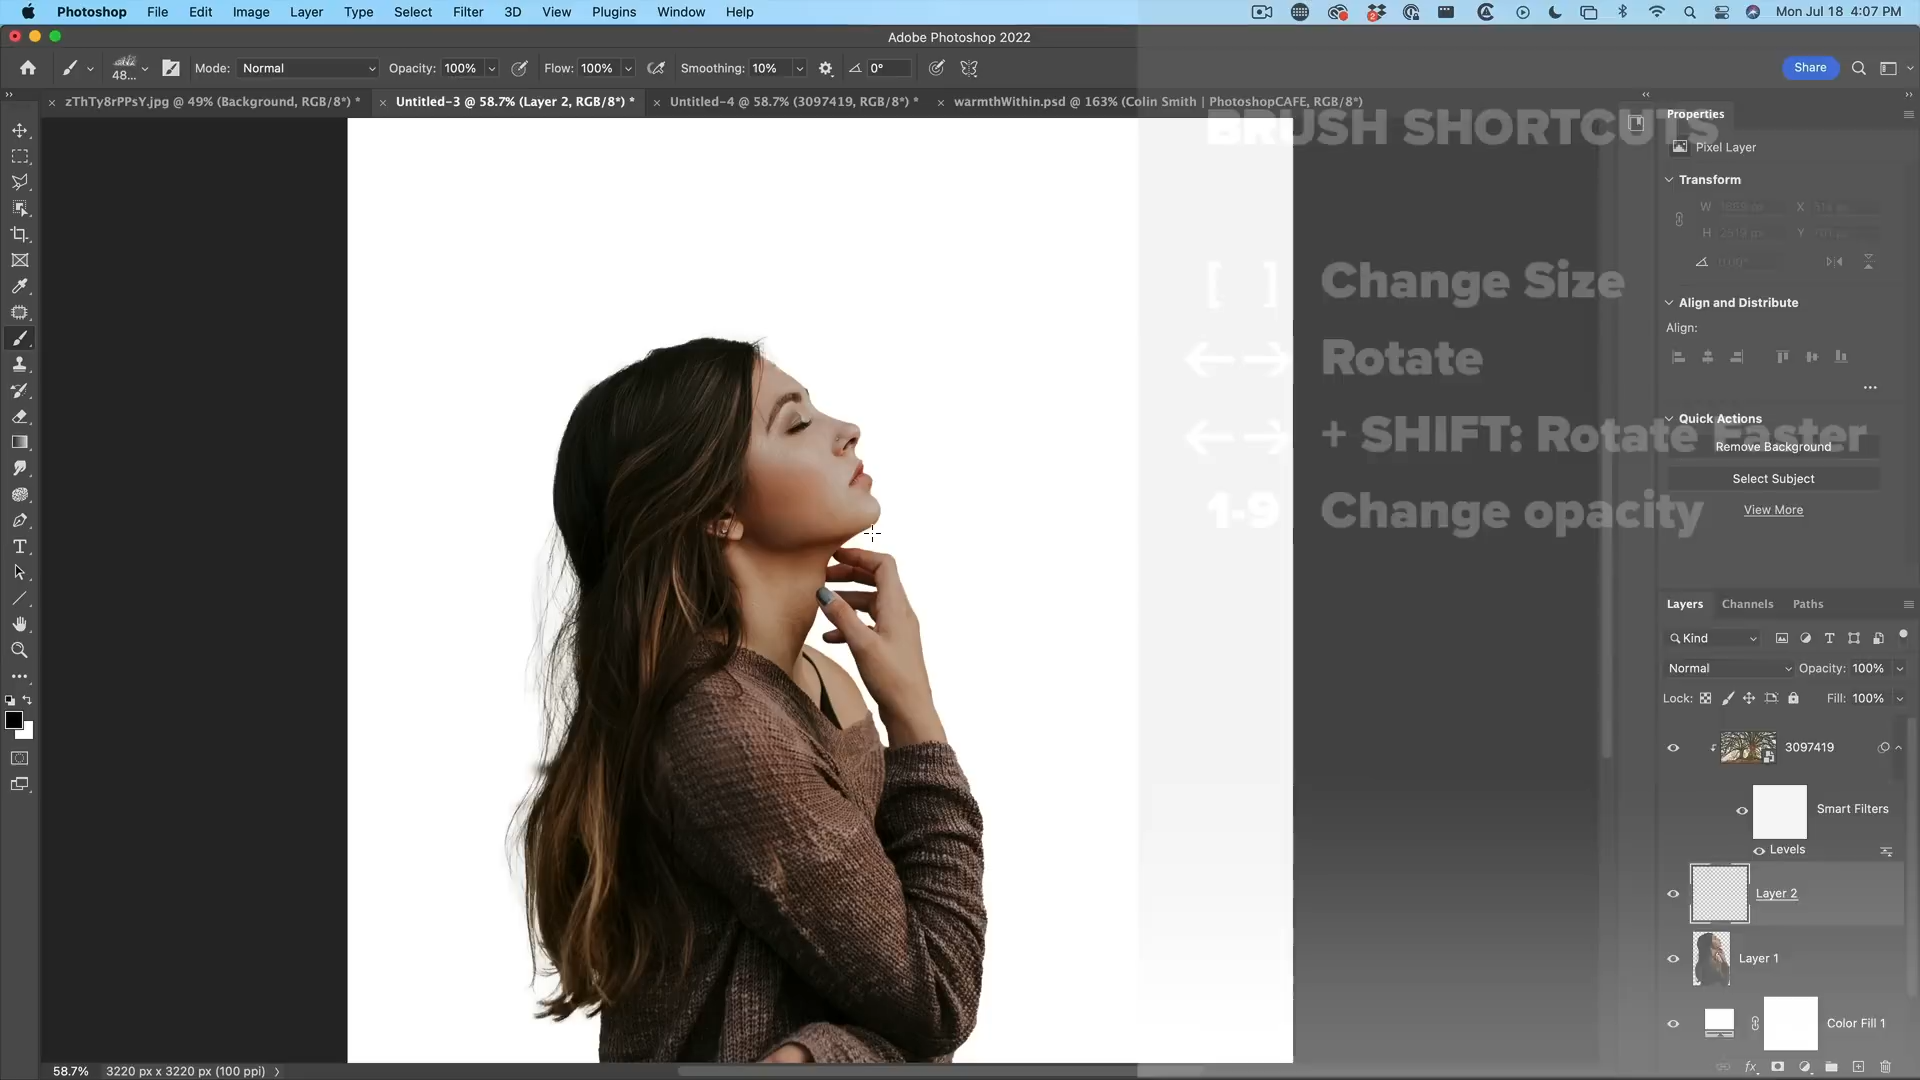 Photoshop File Edit Image Layer Type Select Filter 3D View Plugins Window Help Mon Jul 18 4:07 PM
Adobe Photoshop 2022
48... Mode: Normal Opacity: 100% Flow: 100% Smoothing: 10% 0° Share
zThTy8rPPsY.jpg @ 49% (Background, RGB/8*) * Untitled-3 @ 58.7% (Layer 2, RGB/8*) * Untitled-4 @ 58.7% (3097419, RGB/8*) * warmthWithin.psd @ 163% (Colin Smith | PhotoshopCAFE, RGB/8*)
BRUSH SHORTCUTS
[ ] Change Size
←→ Rotate
←→ + SHIFT: Rotate Faster
1-9 Change opacity
Properties
Pixel Layer
Transform
W X
H Y
0.00°
Align and Distribute
Align:
Quick Actions
Remove Background
Select Subject
View More
Layers Channels Paths
Kind
Normal Opacity: 100%
Lock: Fill: 100%
3097419
Smart Filters
Levels
Layer 2
Layer 1
Color Fill 1
fx
58.7% 3220 px x 3220 px (100 ppi)